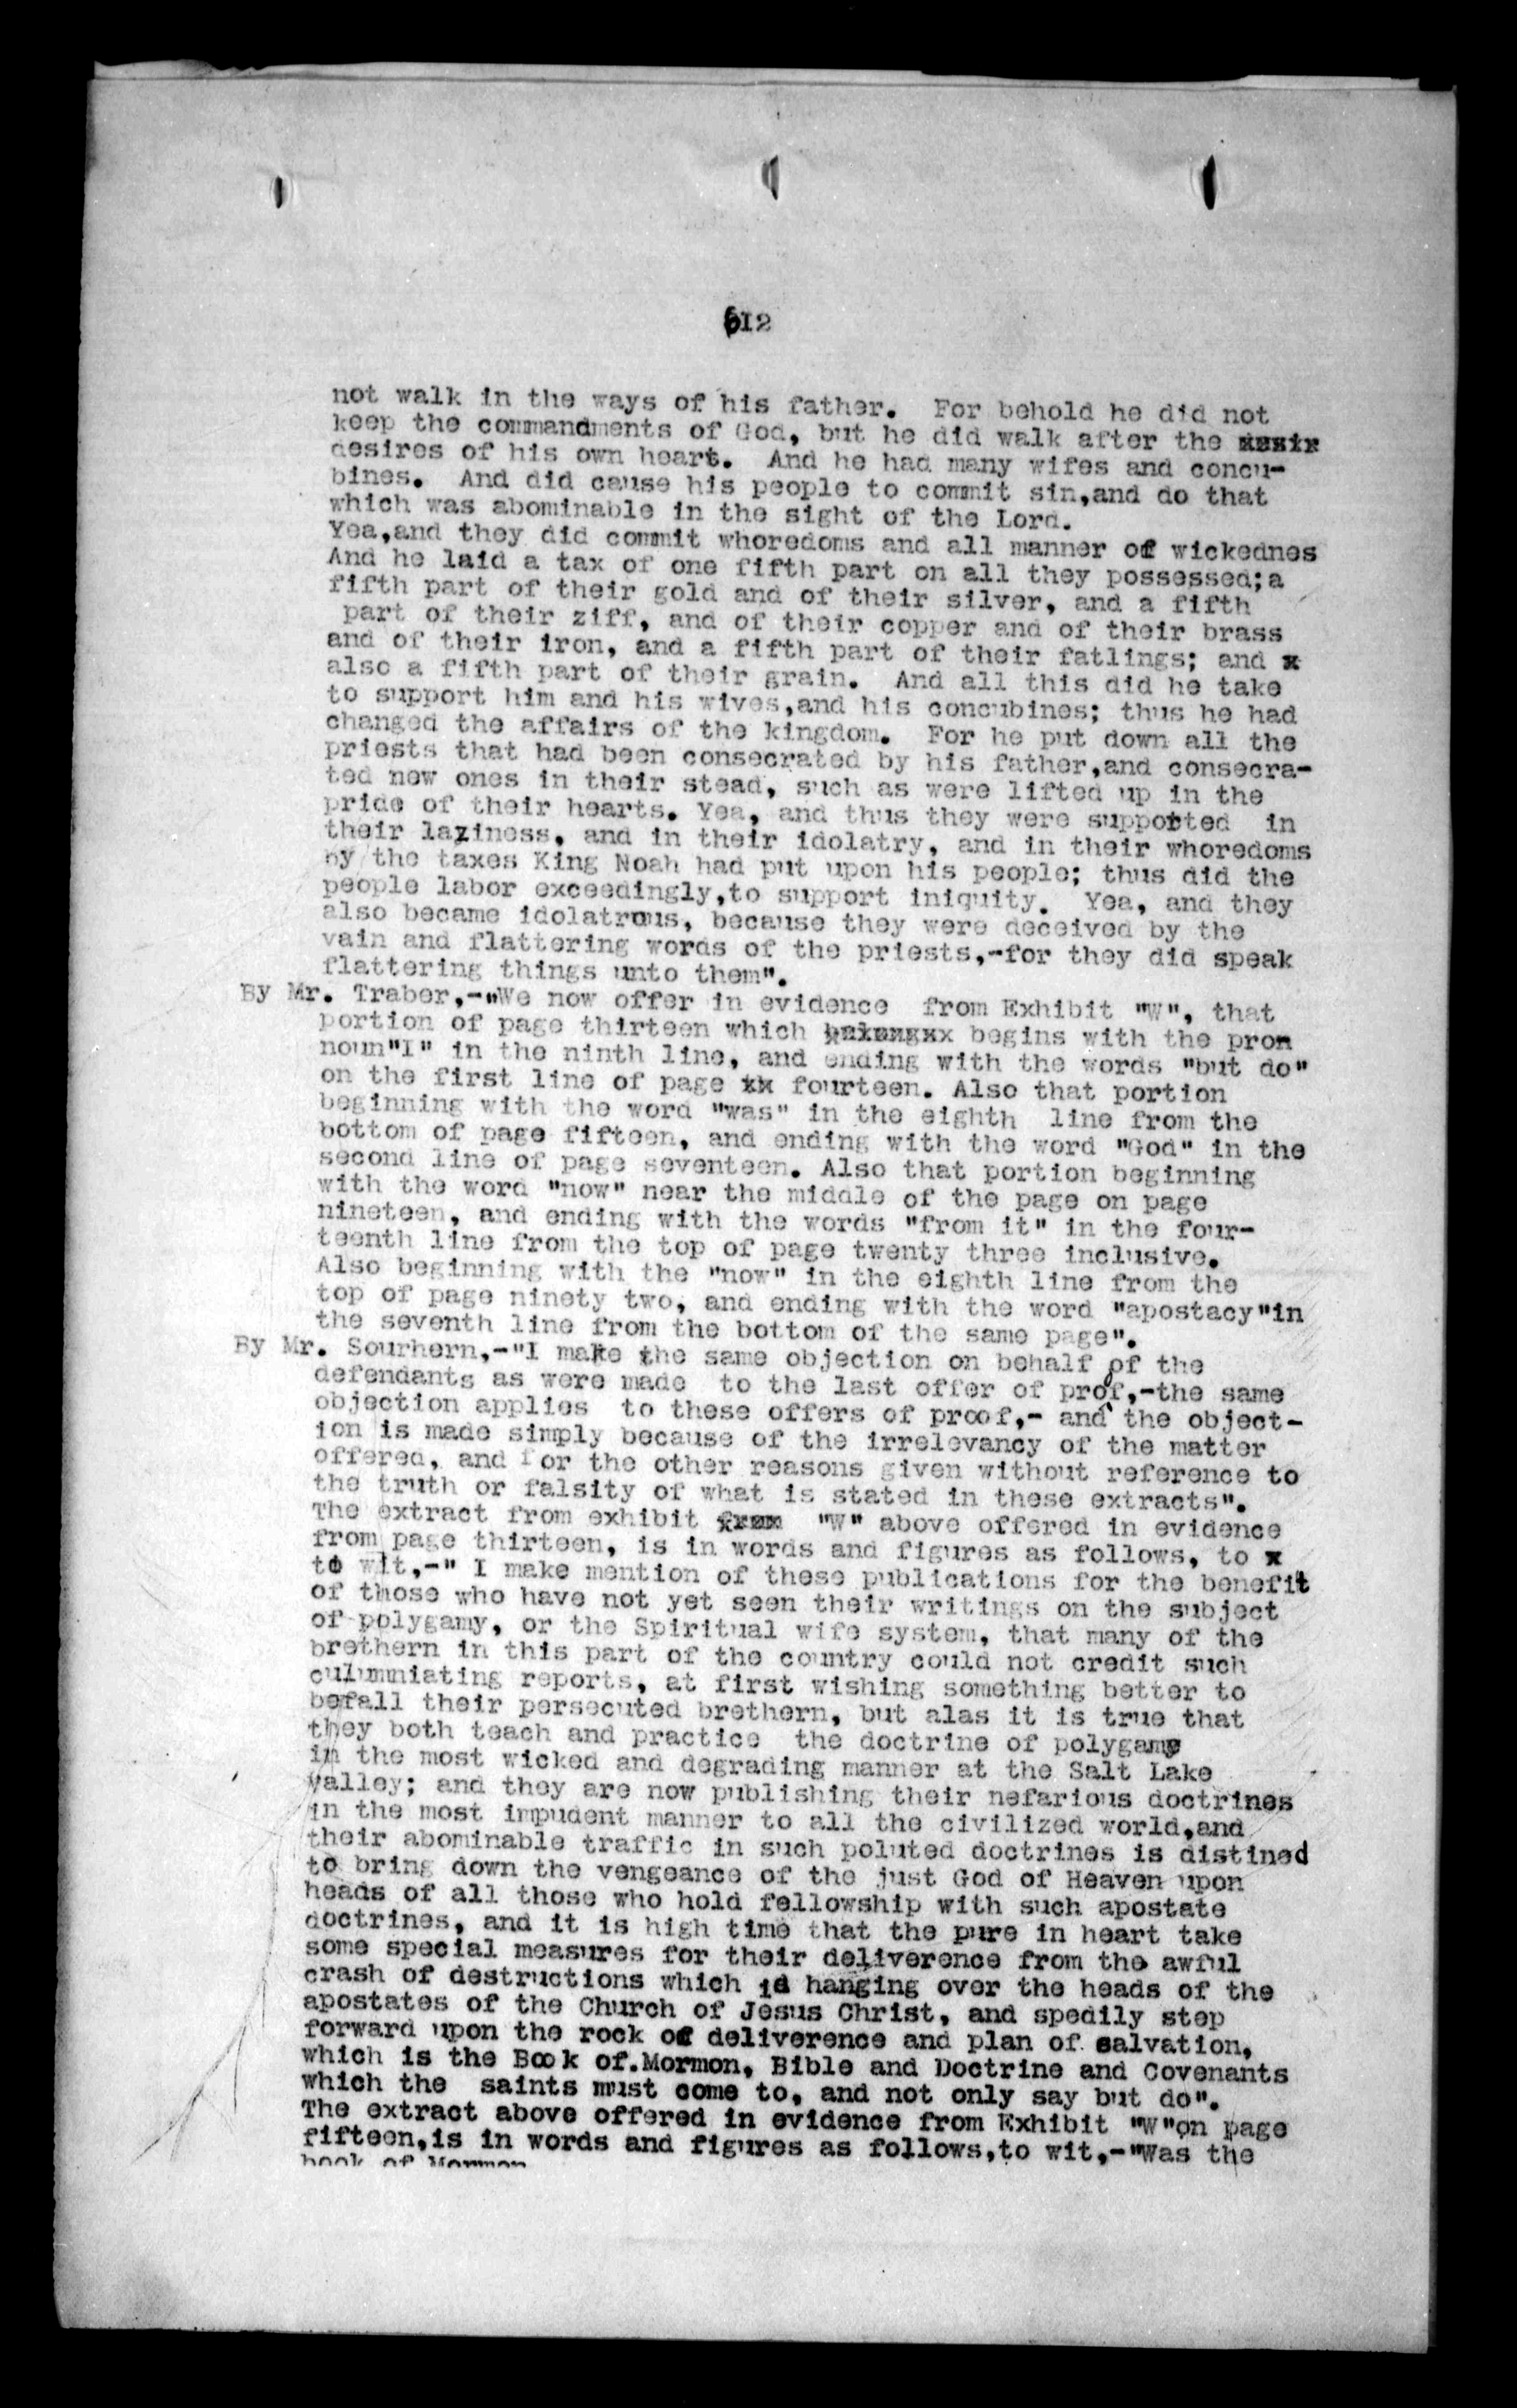 612
not walk in the ways of his father. For behold he did not
keep the commandments of God, but he did walk after the
desires of his own heart. And he had many wifes and concu-
bines. And did cause his people to commit sin,and do that
which was abominable in the sight of the Lord.
Yea,and they did commit whoredoms and all manner of wickednes
And he laid a tax of one fifth part on all they possessed;a
fifth part of their gold and of their silver, and a fifth
part of their ziff, and of their copper and of their brass
and of their iron, and a fifth part of their fatlings; and x
also a fifth part of their grain. And all this did he take
to support him and his wives,and his concubines; thus he had
changed the affairs of the kingdom. For he put down all the
priests that had been consecrated by his father,and consecra-
ted new ones in their stead, such as were lifted up in the
pride of their hearts. Yea, and thus they were supported in
their laziness, and in their idolatry, and in their whoredoms
by the taxes King Noah had put upon his people; thus did the
people labor exceedingly,to support iniquity. Yea, and they
also became idolatrous, because they were deceived by the
vain and flattering words of the priests,-for they did speak
flattering things unto them".
By Mr. Traber,-"We now offer in evidence from Exhibit "W", that
portion of page thirteen which begins with the pron
noun"I" in the ninth line, and ending with the words "but do"
on the first line of page xx fourteen. Also that portion
beginning with the word "was" in the eighth line from the
bottom of page fifteen, and ending with the word "God" in the
second line of page seventeen. Also that portion beginning
with the word "now" near the middle of the page on page
nineteen, and ending with the words "from it" in the four-
teenth line from the top of page twenty three inclusive.
Also beginning with the "now" in the eighth line from the
top of page ninety two, and ending with the word "apostacy"in
the seventh line from the bottom of the same page".
By Mr. Sourhern,-"I make the same objection on behalf of the
defendants as were made to the last offer of prof,-the same
objection applies to these offers of proof,- and the object-
ion is made simply because of the irrelevancy of the matter
offered, and for the other reasons given without reference to
the truth or falsity of what is stated in these extracts".
The extract from exhibit "W" above offered in evidence
from page thirteen, is in words and figures as follows, to x
to wit,-" I make mention of these publications for the benefit
of those who have not yet seen their writings on the subject
of polygamy, or the Spiritual wife system, that many of the
brethern in this part of the country could not credit such
culumniating reports, at first wishing something better to
befall their persecuted brethern, but alas it is true that
they both teach and practice the doctrine of polygamy
in the most wicked and degrading manner at the Salt Lake
Valley; and they are now publishing their nefarious doctrines
in the most impudent manner to all the civilized world,and
their abominable traffic in such poluted doctrines is distined
to bring down the vengeance of the just God of Heaven upon
heads of all those who hold fellowship with such apostate
doctrines, and it is high time that the pure in heart take
some special measures for their deliverence from the awful
crash of destructions which is hanging over the heads of the
apostates of the Church of Jesus Christ, and spedily step
forward upon the rock of deliverence and plan of salvation,
which is the Book of.Mormon, Bible and Doctrine and Covenants
which the saints must come to, and not only say but do".
The extract above offered in evidence from Exhibit "W"on page
fifteen,is in words and figures as follows,to wit,-"Was the
book of Mormon